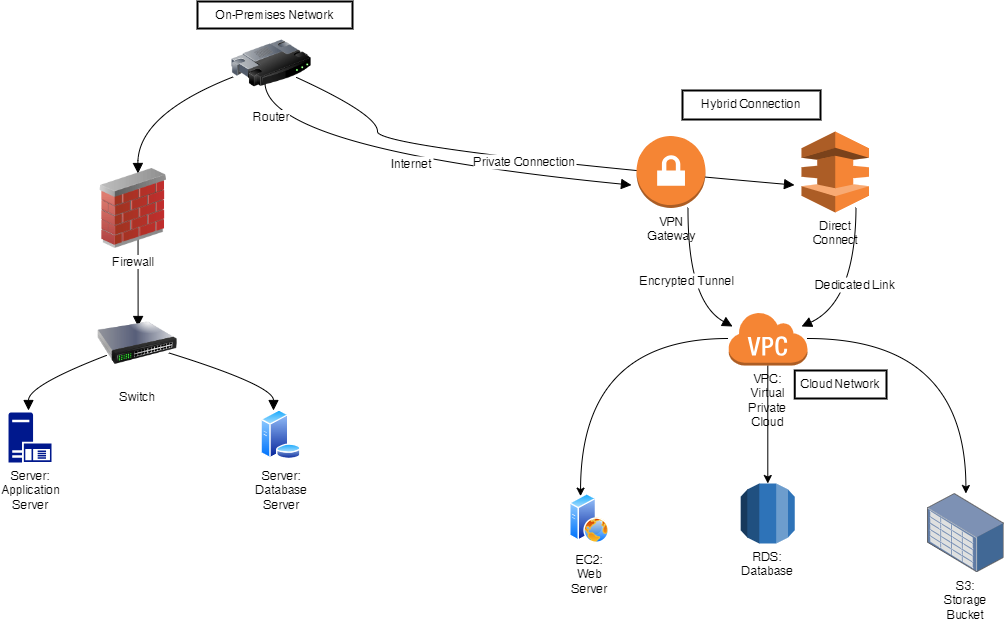 On-Premises Network
Router
Hybrid Connection
Internet
Private Connection
VPN
Gateway
Direct
Connect
Firewall
Encrypted Tunnel
Dedicated Link
VPC
VPC:
Virtual
Private
Cloud
Cloud Network
Switch
Server:
Application
Server
Server:
Database
Server
EC2:
Web
Server
RDS:
Database
S3:
Storage
Bucket